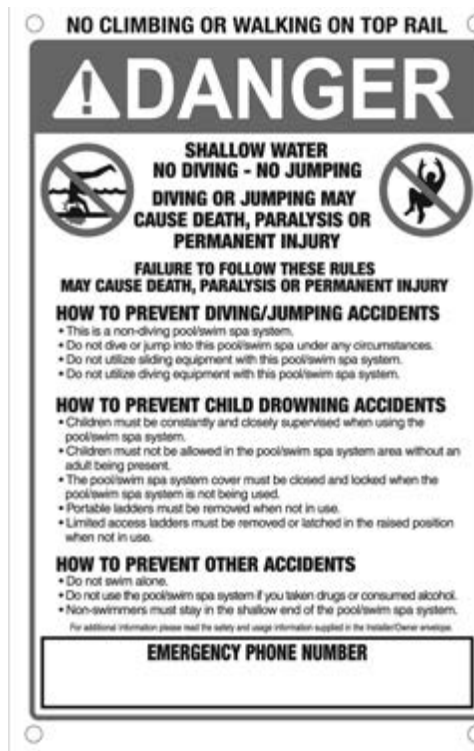 NO CLIMBING OR WALKING ON TOP RAIL
DANGER
SHALLOW WATER
NO DIVING - NO JUMPING
DIVING OR JUMPING MAY
CAUSE DEATH, PARALYSIS OR
PERMANENT INJURY
FAILURE TO FOLLOW THESE RULES
MAY CAUSE DEATH, PARALYSIS OR PERMANENT INJURY
HOW TO PREVENT DIVING/JUMPING ACCIDENTS
• This is a non-diving pool/swim spa system.
• Do not dive or jump into this pool/swim spa under any circumstances.
• Do not utilize sliding equipment with this pool/swim spa system.
• Do not utilize diving equipment with this pool/swim spa system.
HOW TO PREVENT CHILD DROWNING ACCIDENTS
• Children must be constantly and closely supervised when using the
pool/swim spa system.
• Children must not be allowed in the pool/swim spa system area without an
adult being present.
• The pool/swim spa system cover must be closed and locked when the
pool/swim spa system is not being used.
• Portable ladders must be removed when not in use.
• Limited access ladders must be removed or latched in the raised position
when not in use.
HOW TO PREVENT OTHER ACCIDENTS
• Do not swim alone.
• Do not use the pool/swim spa system if you taken drugs or consumed alcohol.
• Non-swimmers must stay in the shallow end of the pool/swim spa system.
For additional information please read the safety and usage information supplied in the Installer/Owner envelope.
EMERGENCY PHONE NUMBER